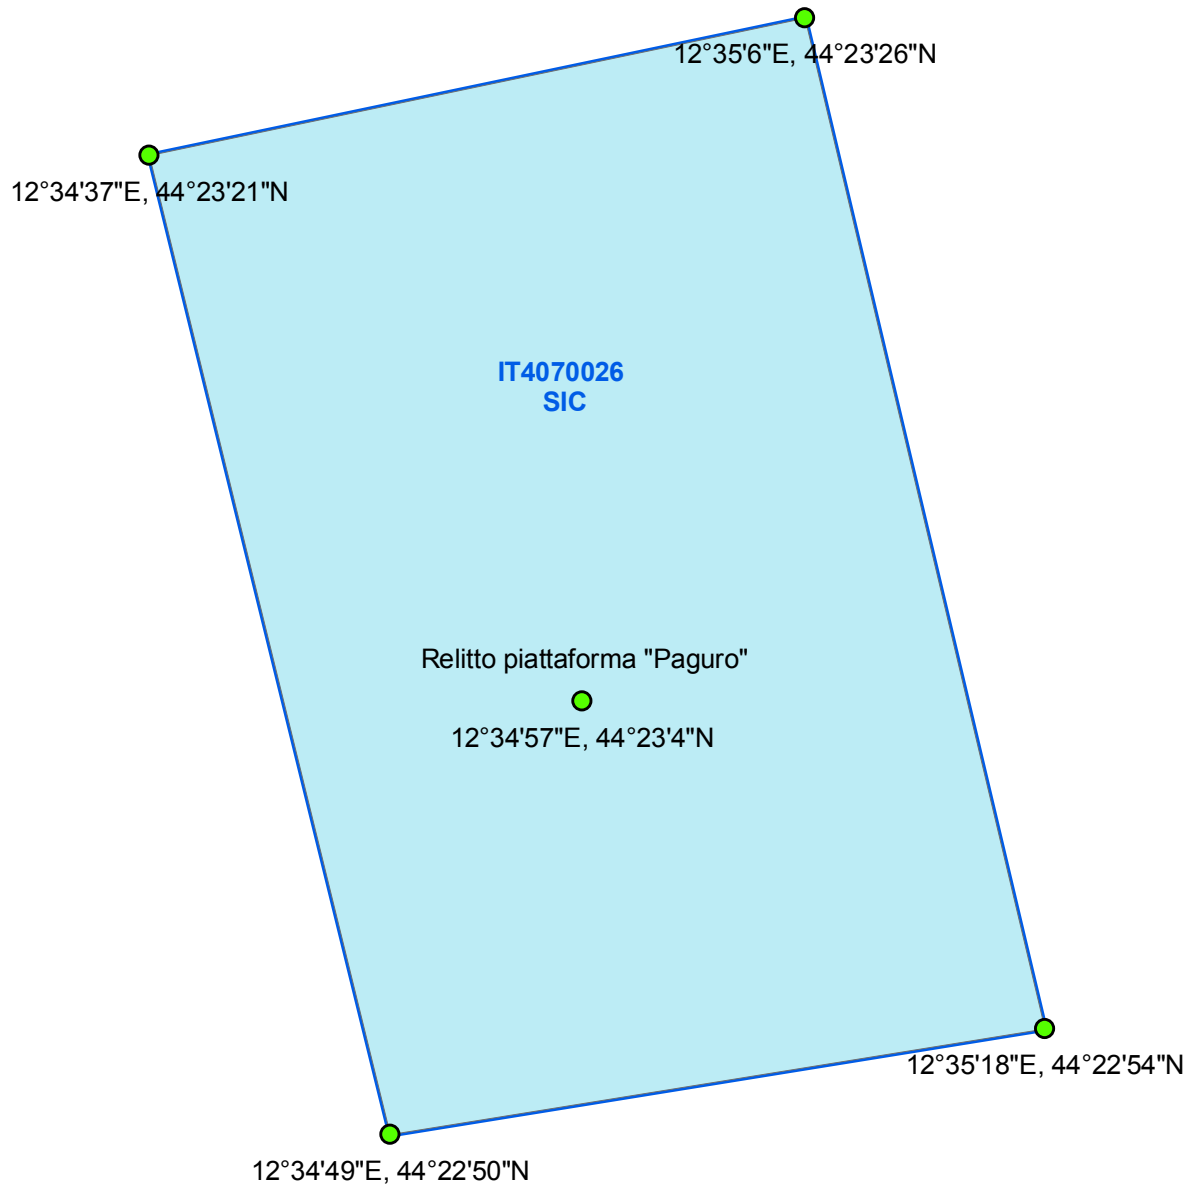 12°35'6"E, 44°23'26"N
12°34'37"E, 44°23'21"N
IT4070026
SIC
Relitto piattaforma "Paguro"
12°34'57"E, 44°23'4"N
12°35'18"E, 44°22'54"N
12°34'49"E, 44°22'50"N